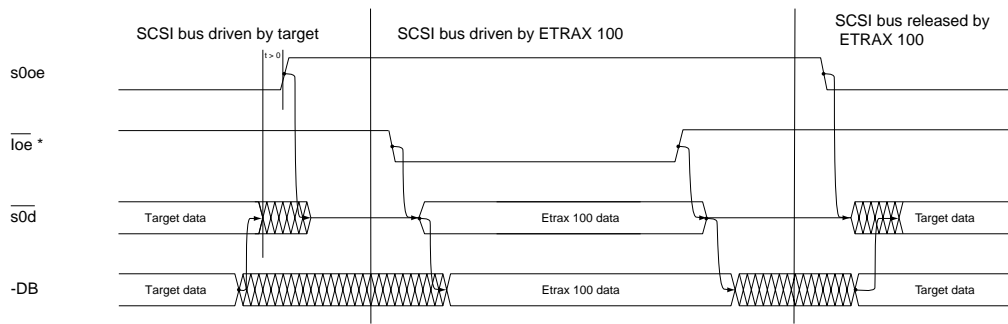 SCSI bus driven by target
SCSI bus driven by ETRAX 100
SCSI bus released by
ETRAX 100
t > 0
s0oe
Ioe *
s0d
Target data
Etrax 100 data
Target data
-DB
Target data
Etrax 100 data
Target data